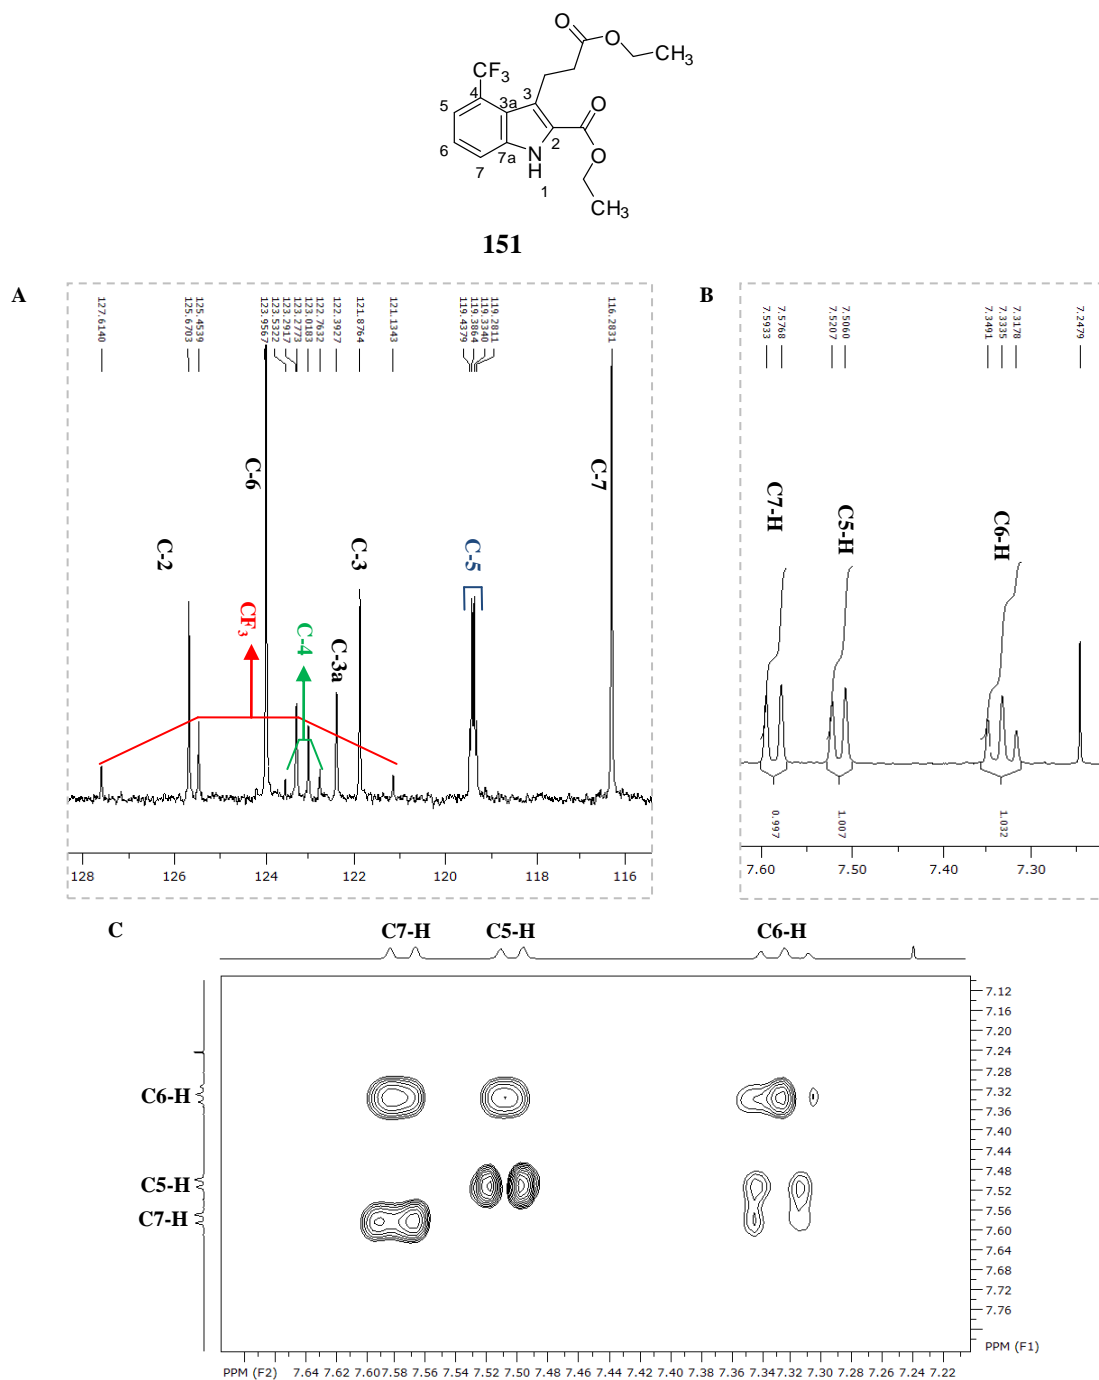 O
O
CH3
CF3
4
5
3a
3
O
6
7a
2
7
N
H
1
O
CH3
151
A
127.6140
125.6703
125.4539
123.9567
123.5322
123.2917
123.2773
123.0183
122.7632
122.3927
121.8764
121.1343
119.4379
119.3864
119.3340
119.2811
116.2831
C-2
CF3
C-6
C-4
C-3a
C-3
C-5
C-7
128 126 124 122 120 118 116
B
7.5933
7.5768
7.5207
7.5060
7.3491
7.3335
7.3178
7.2479
C7-H
C5-H
C6-H
0.997
1.007
1.032
7.60 7.50 7.40 7.30
C
C7-H C5-H C6-H
C6-H
C5-H
C7-H
7.12
7.16
7.20
7.24
7.28
7.32
7.36
7.40
7.44
7.48
7.52
7.56
7.60
7.64
7.68
7.72
7.76
PPM (F1)
PPM (F2) 7.64 7.62 7.60 7.58 7.56 7.54 7.52 7.50 7.48 7.46 7.44 7.42 7.40 7.38 7.36 7.34 7.32 7.30 7.28 7.26 7.24 7.22